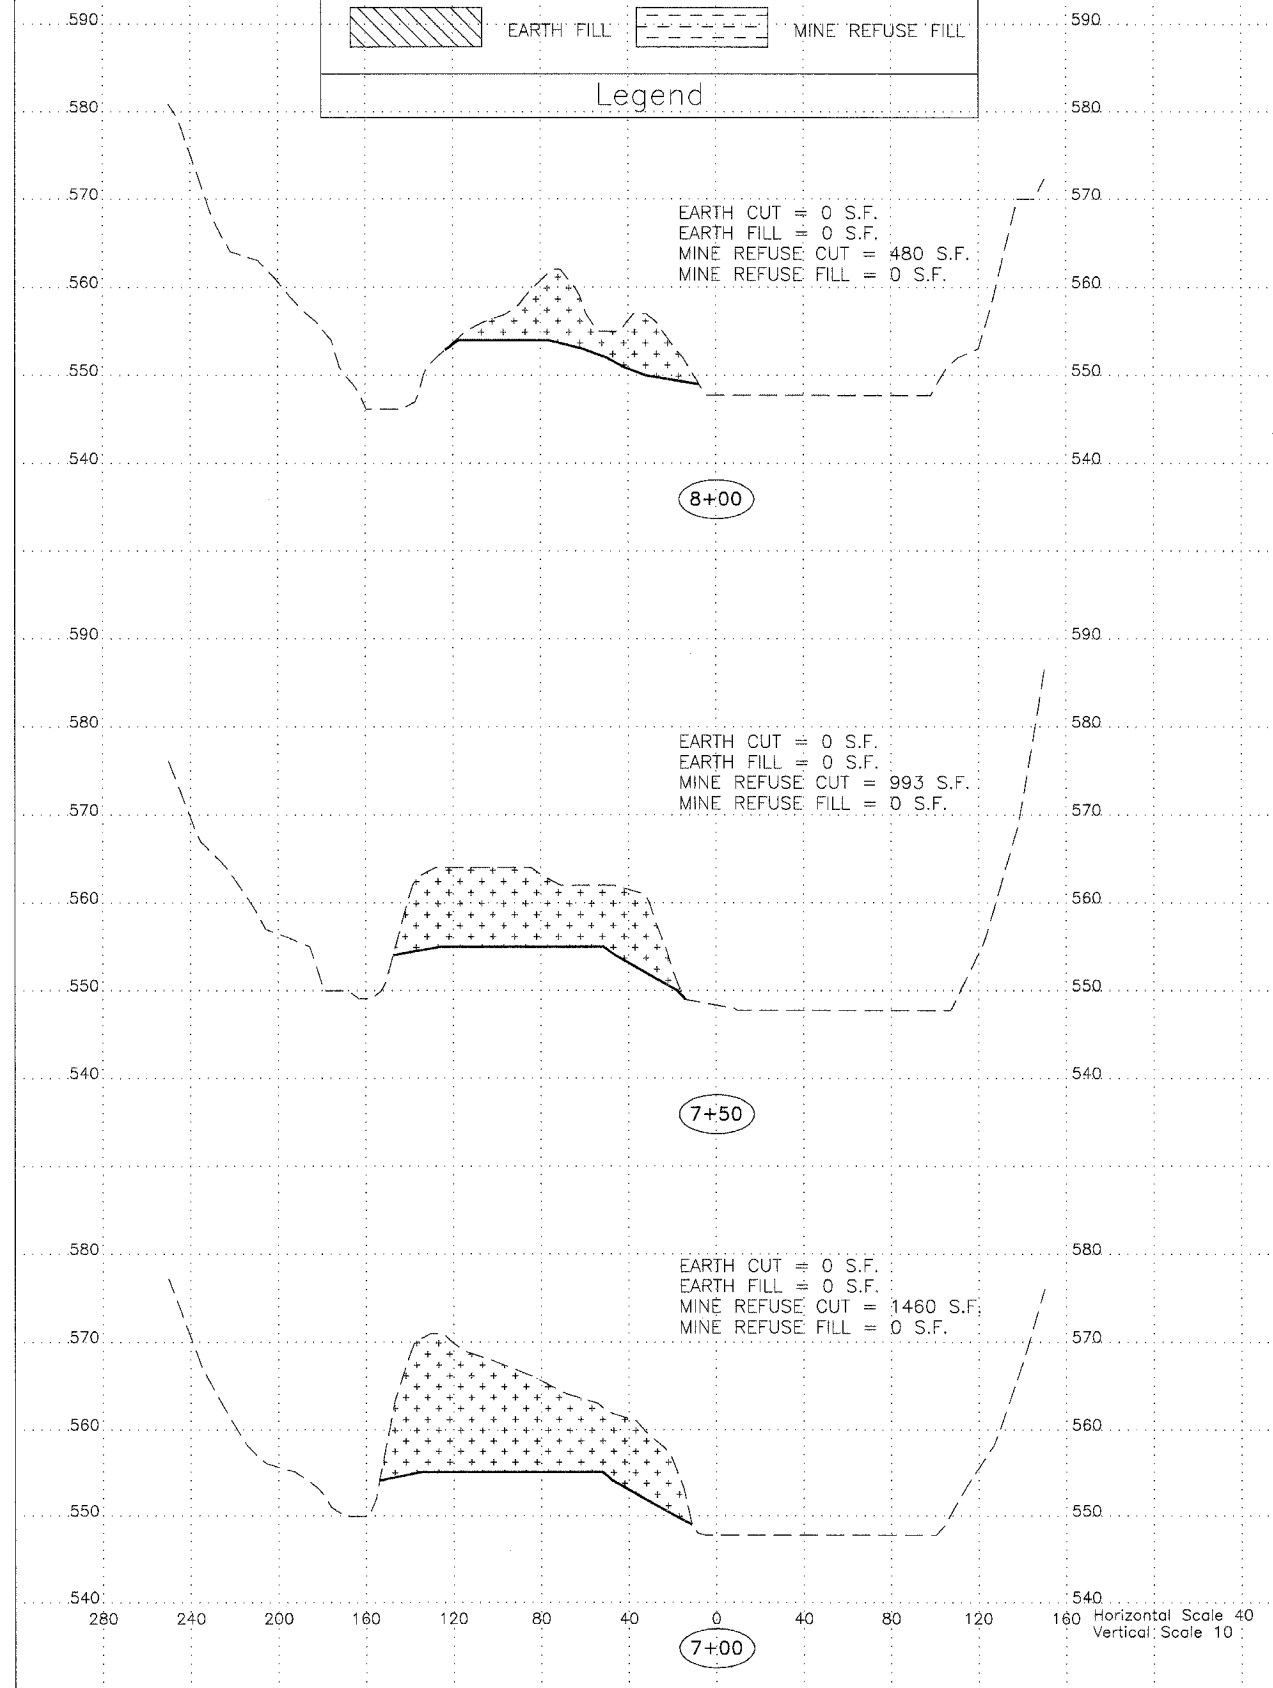 590 590
EARTH FILL MINE REFUSE FILL
Legend
580 580
570 570
EARTH CUT = 0 S.F.
EARTH FILL = 0 S.F.
MINE REFUSE CUT = 480 S.F.
MINE REFUSE FILL = 0 S.F.
560 560
550 550
540 540
8+00
590 590
580 580
EARTH CUT = 0 S.F.
EARTH FILL = 0 S.F.
MINE REFUSE CUT = 993 S.F.
MINE REFUSE FILL = 0 S.F.
570 570
560 560
550 550
540 540
7+50
580 580
EARTH CUT = 0 S.F.
EARTH FILL = 0 S.F.
MINE REFUSE CUT = 1460 S.F.
MINE REFUSE FILL = 0 S.F.
570 570
560 560
550 550
540 540
280 240 200 160 120 80 40 0 40 80 120 160
Horizontal Scale 40
Vertical Scale 10
7+00